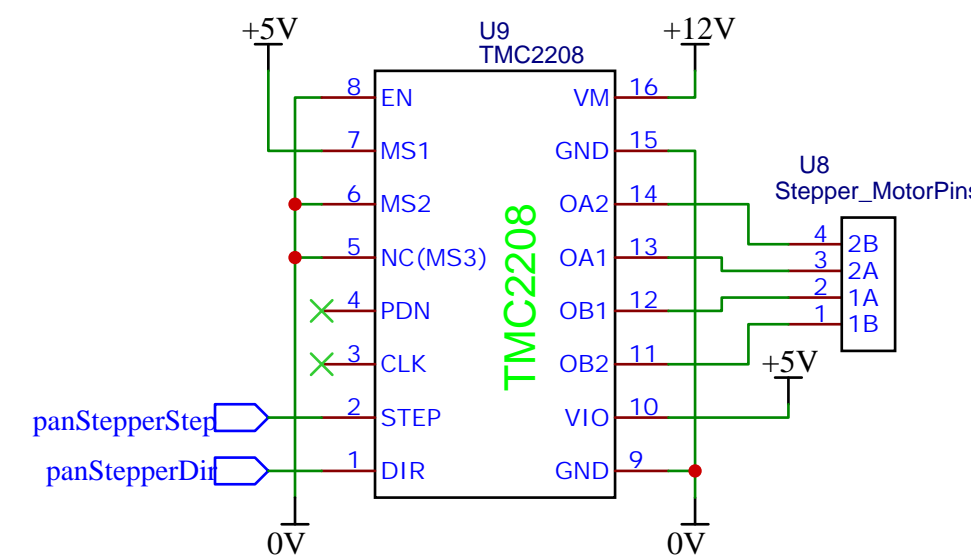 +5V
U9
TMC2208
+12V
8 EN
VM 16
7 MS1
GND 15
6 MS2
OA2 14
5 NC(MS3)
OA1 13
4 PDN
OB1 12
3 CLK
OB2 11
2 STEP
VIO 10
1 DIR
GND 9
TMC2208
U8
Stepper_MotorPins
4 2B
3 2A
2 1A
1 1B
+5V
panStepperStep
panStepperDir
0V
0V